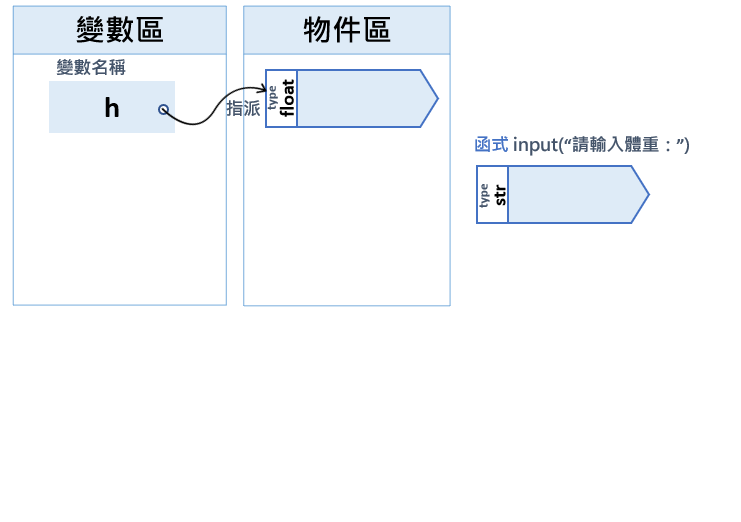 變數區
物件區
變數名稱
h
指派
type
float
函式 input(“請輸入體重：”)
type
str